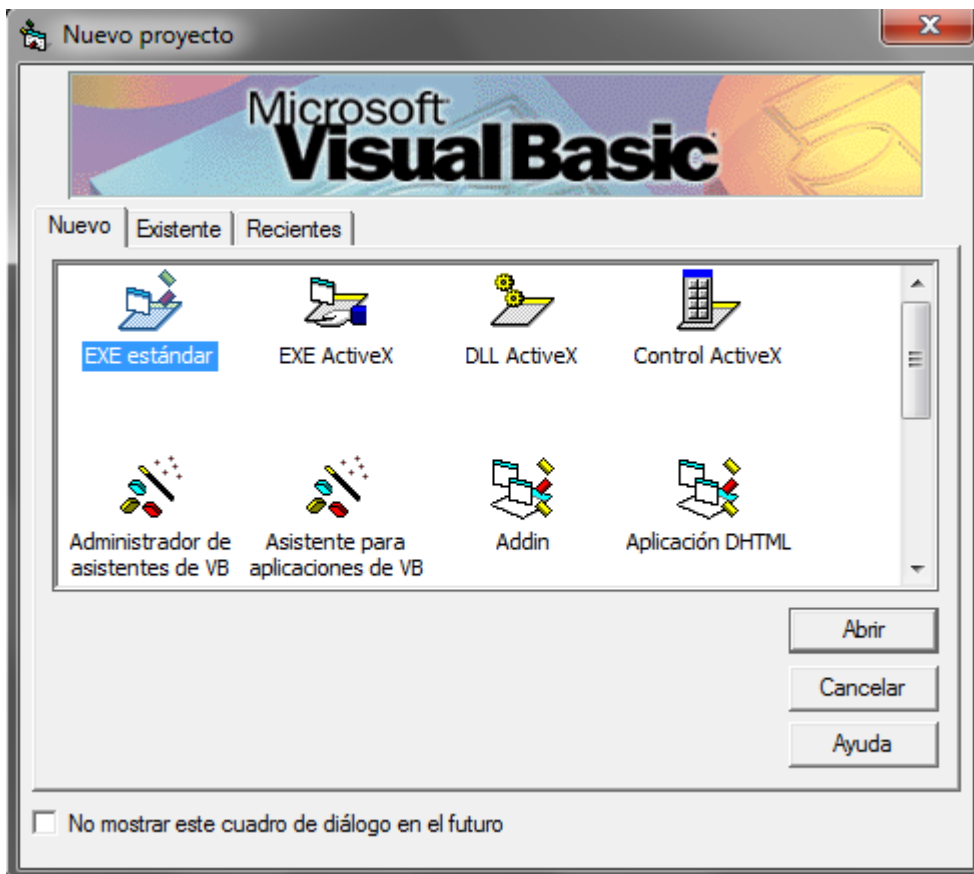 Nuevo proyecto
Microsoft
Visual Basic
Nuevo Existente Recientes
EXE estándar EXE ActiveX DLL ActiveX Control ActiveX
Administrador de Asistente para Addin Aplicación DHTML
asistentes de VB aplicaciones de VB
Abrir
Cancelar
Ayuda
No mostrar este cuadro de diálogo en el futuro